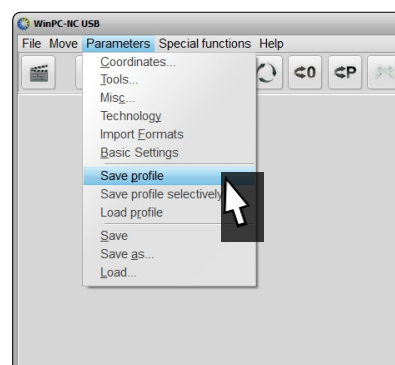 WinPC-NC USB
File Move Parameters Special functions Help
0 P
Coordinates...
Tools...
Misc...
Technology
Import Formats
Basic Settings
Save profile
Save profile selectively
Load profile
Save
Save as...
Load...